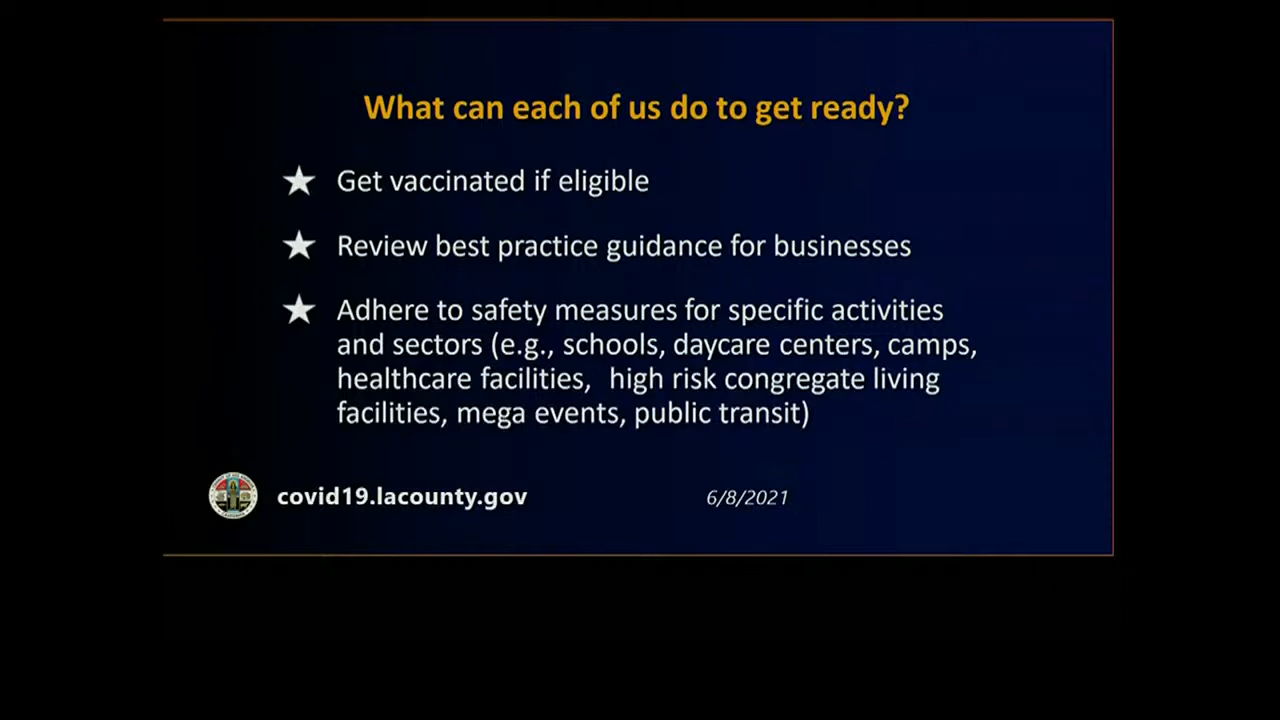 What can each of us do to get ready?
Get vaccinated if eligible
Review best practice guidance for businesses
Adhere to safety measures for specific activities
and sectors (e.g., schools, daycare centers, camps,
healthcare facilities,  high risk congregate living
facilities, mega events, public transit)
covid19.lacounty.gov
6/8/2021